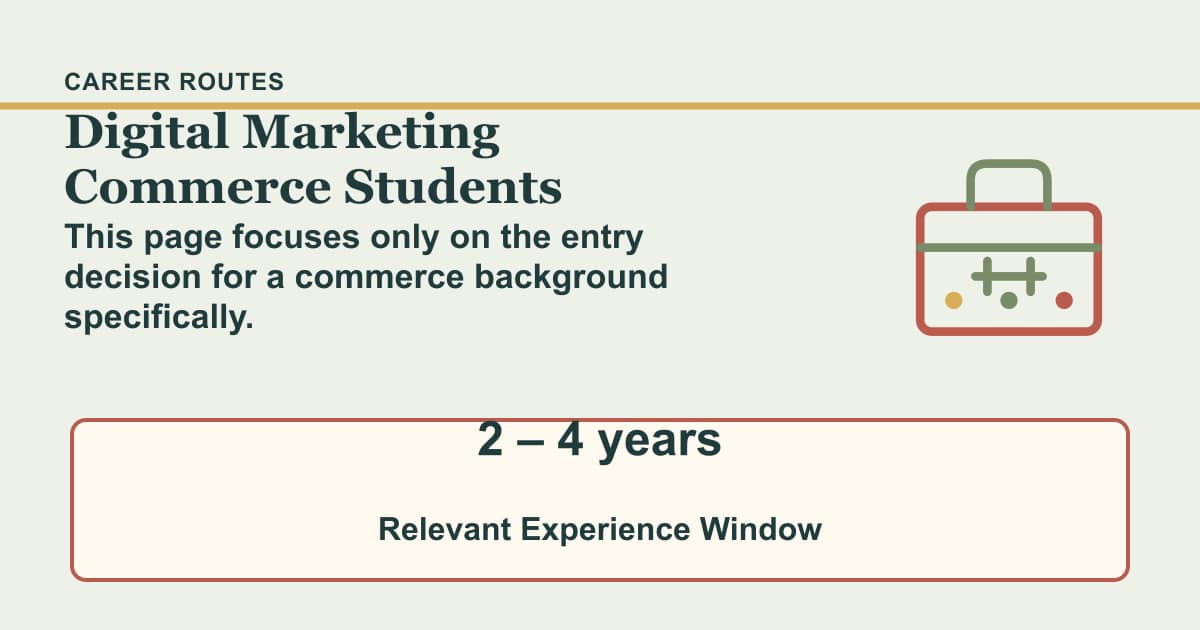 CAREER ROUTES
Digital Marketing
Commerce Students
This page focuses only on the entry
decision for a commerce background
specifically.
2 – 4 years
Relevant Experience Window